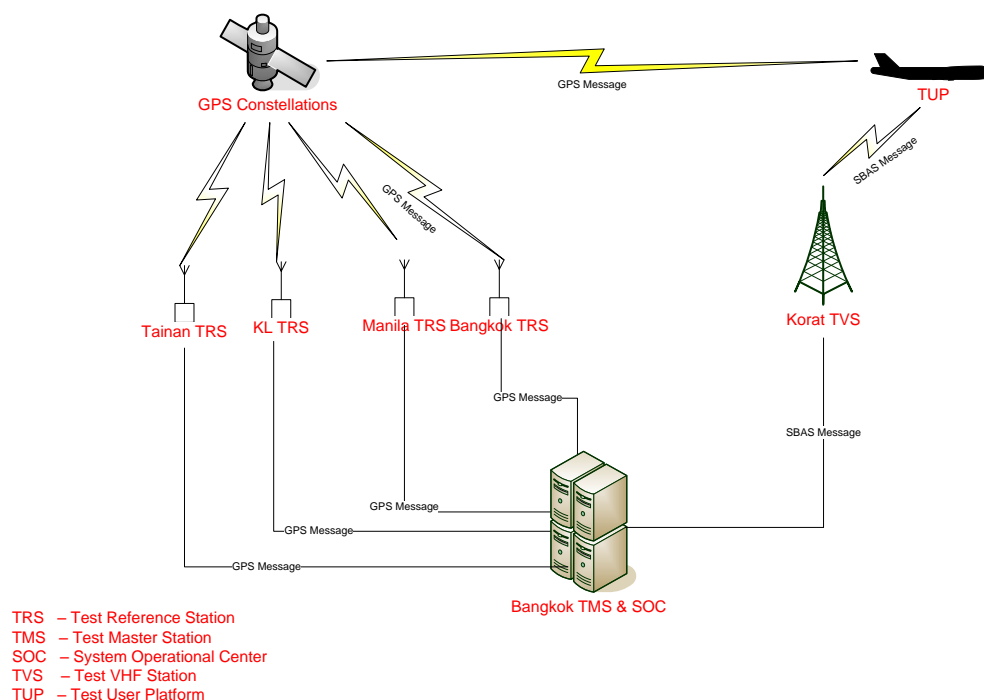 GPS Message
TUP
GPS Constellations
SBAS Message
GPS Message
Korat TVS
Tainan TRS
KL TRS
Manila TRS
Bangkok TRS
GPS Message
SBAS Message
GPS Message
GPS Message
GPS Message
Bangkok TMS & SOC
TRS – Test Reference Station
TMS – Test Master Station
SOC – System Operational Center
TVS – Test VHF Station
TUP – Test User Platform